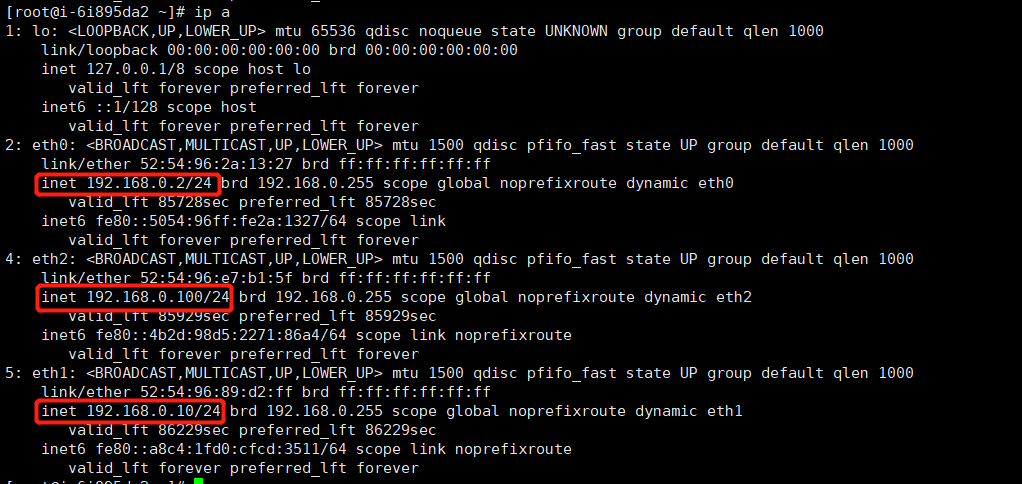 [root@i-6i895da2 ~]# ip a
1: lo: <LOOPBACK,UP,LOWER_UP> mtu 65536 qdisc noqueue state UNKNOWN group default qlen 1000
    link/loopback 00:00:00:00:00:00 brd 00:00:00:00:00:00
    inet 127.0.0.1/8 scope host lo
       valid_lft forever preferred_lft forever
    inet6 ::1/128 scope host
       valid_lft forever preferred_lft forever
2: eth0: <BROADCAST,MULTICAST,UP,LOWER_UP> mtu 1500 qdisc pfifo_fast state UP group default qlen 1000
    link/ether 52:54:96:2a:13:27 brd ff:ff:ff:ff:ff:ff
    inet 192.168.0.2/24 brd 192.168.0.255 scope global noprefixroute dynamic eth0
       valid_lft 85728sec preferred_lft 85728sec
    inet6 fe80::5054:96ff:fe2a:1327/64 scope link
       valid_lft forever preferred_lft forever
4: eth2: <BROADCAST,MULTICAST,UP,LOWER_UP> mtu 1500 qdisc pfifo_fast state UP group default qlen 1000
    link/ether 52:54:96:e7:b1:5f brd ff:ff:ff:ff:ff:ff
    inet 192.168.0.100/24 brd 192.168.0.255 scope global noprefixroute dynamic eth2
       valid_lft 85929sec preferred_lft 85929sec
    inet6 fe80::4b2d:98d5:2271:86a4/64 scope link noprefixroute
       valid_lft forever preferred_lft forever
5: eth1: <BROADCAST,MULTICAST,UP,LOWER_UP> mtu 1500 qdisc pfifo_fast state UP group default qlen 1000
    link/ether 52:54:96:89:d2:ff brd ff:ff:ff:ff:ff:ff
    inet 192.168.0.10/24 brd 192.168.0.255 scope global noprefixroute dynamic eth1
       valid_lft 86229sec preferred_lft 86229sec
    inet6 fe80::a8c4:1fd0:cfcd:3511/64 scope link noprefixroute
       valid_lft forever preferred_lft forever
[root@i-6i895da2 ~]#